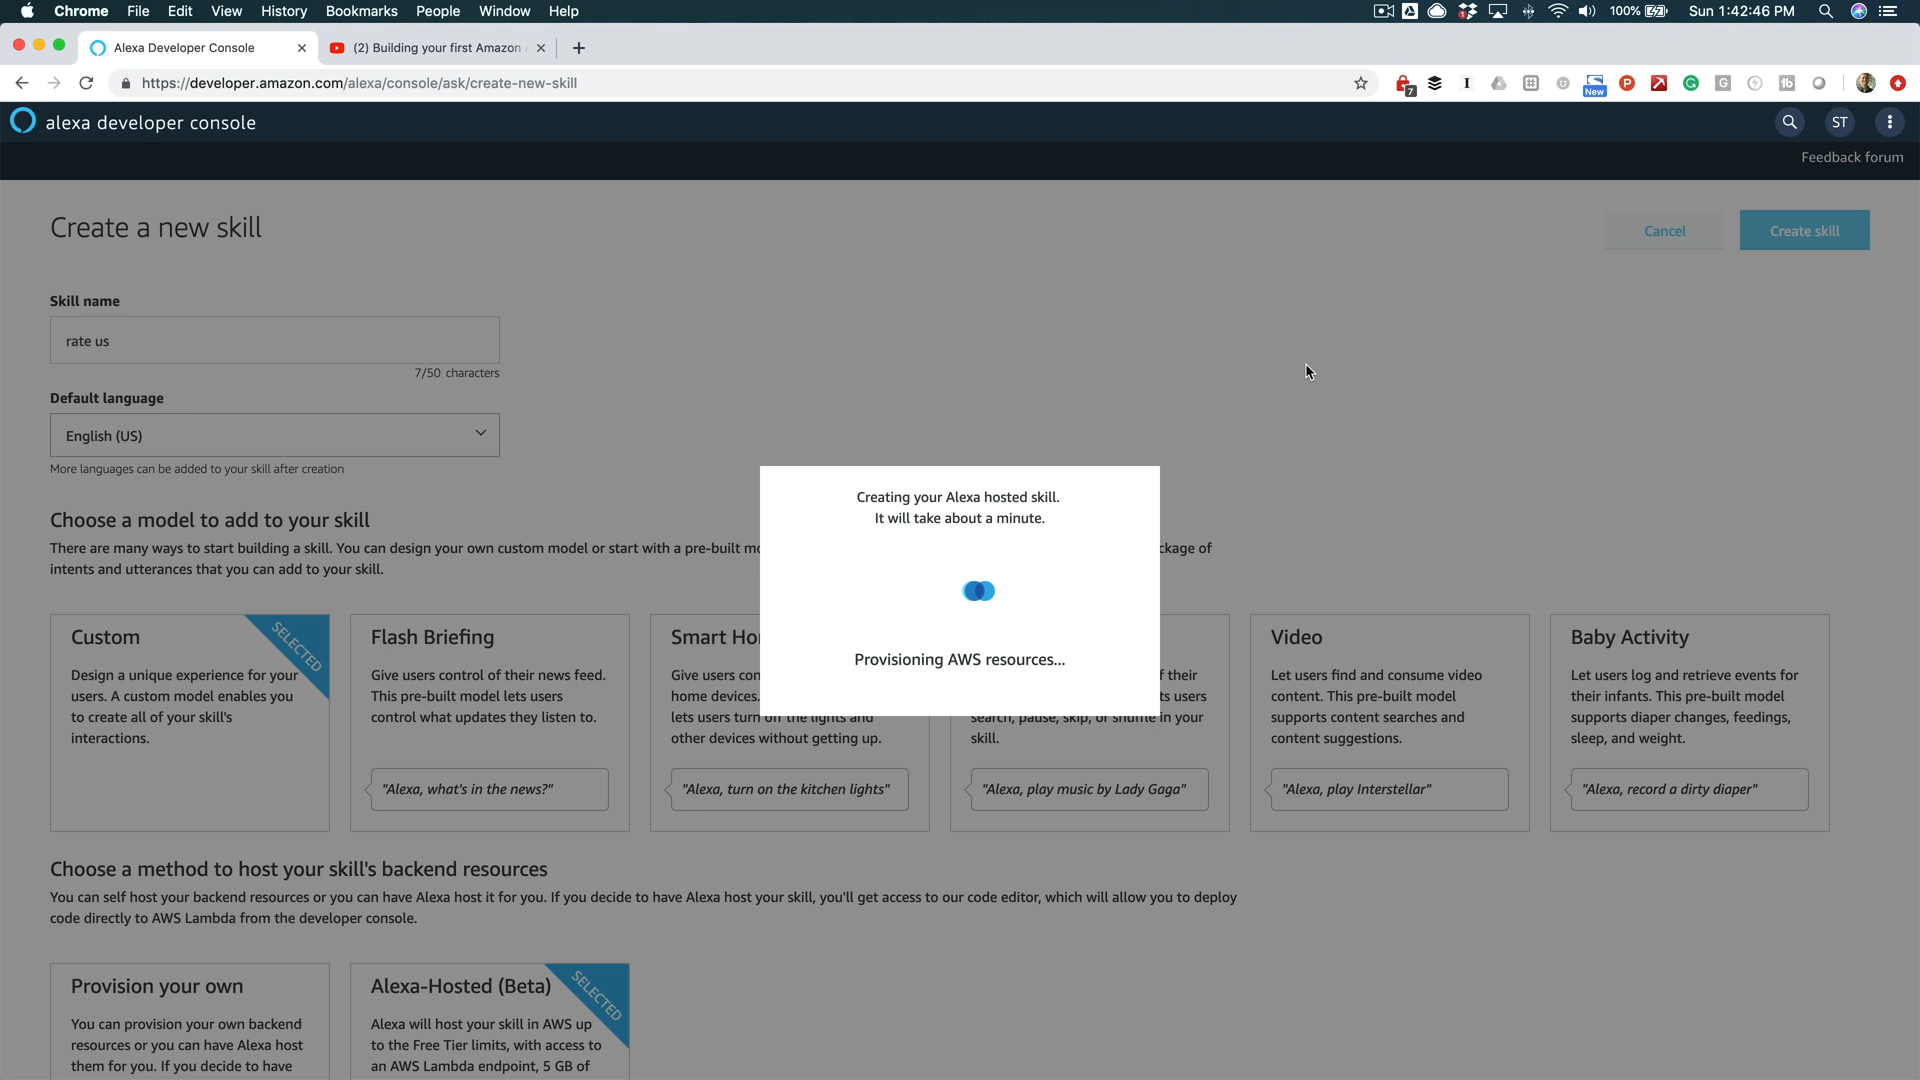 Chrome File Edit View History Bookmarks People Window Help 100% Sun 1:42:46 PM
Alexa Developer Console (2) Building your first Amazon
https://developer.amazon.com/alexa/console/ask/create-new-skill 7 New
alexa developer console ST
Feedback forum
Create a new skill
Cancel Create skill
Skill name
rate us
7/50 characters
Default language
English (US)
More languages can be added to your skill after creation
Creating your Alexa hosted skill.
It will take about a minute.
Provisioning AWS resources...
Choose a model to add to your skill
There are many ways to start building a skill. You can design your own custom model or start with a pre-built mo ckage of
intents and utterances that you can add to your skill.
Custom
SELECTED
Design a unique experience for your
users. A custom model enables you
to create all of your skill's
interactions.
Flash Briefing
Give users control of their news feed.
This pre-built model lets users
control what updates they listen to.
"Alexa, what's in the news?"
Smart Ho
Give users con
home devices.
lets users turn on the lights and
other devices without getting up.
"Alexa, turn on the kitchen lights"
f their
ts users
search, pause, skip, or shuffle in your
skill.
"Alexa, play music by Lady Gaga"
Video
Let users find and consume video
content. This pre-built model
supports content searches and
content suggestions.
"Alexa, play Interstellar"
Baby Activity
Let users log and retrieve events for
their infants. This pre-built model
supports diaper changes, feedings,
sleep, and weight.
"Alexa, record a dirty diaper"
Choose a method to host your skill's backend resources
You can self host your backend resources or you can have Alexa host it for you. If you decide to have Alexa host your skill, you'll get access to our code editor, which will allow you to deploy
code directly to AWS Lambda from the developer console.
Provision your own
You can provision your own backend
resources or you can have Alexa host
them for you. If you decide to have
Alexa-Hosted (Beta)
SELECTED
Alexa will host your skill in AWS up
to the Free Tier limits, with access to
an AWS Lambda endpoint, 5 GB of